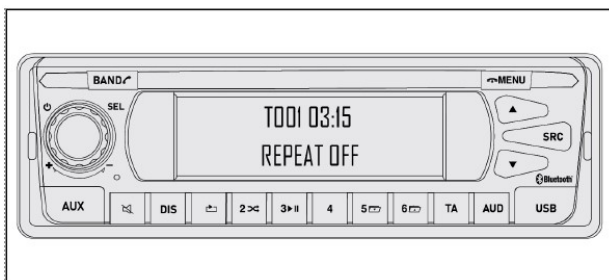 BAND MENU
SEL
T001 03:15
REPEAT OFF
SRC
Bluetooth
AUX DIS 2 3 4 5 6 TA AUD USB